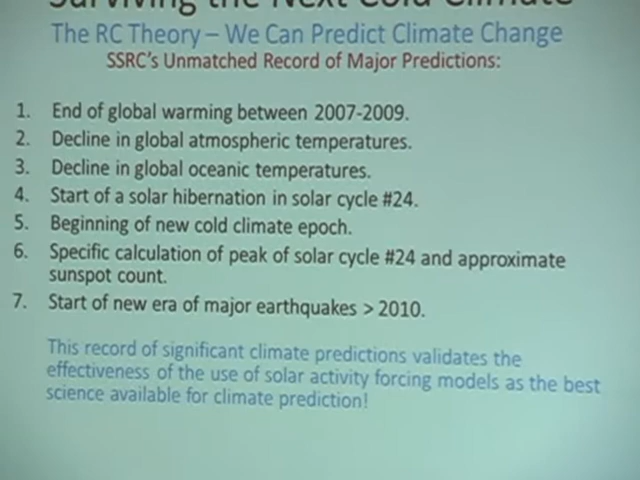 Surviving the Next Cold Climate
The RC Theory – We Can Predict Climate Change
SSRC's Unmatched Record of Major Predictions:
1. End of global warming between 2007-2009.
2. Decline in global atmospheric temperatures.
3. Decline in global oceanic temperatures.
4. Start of a solar hibernation in solar cycle #24.
5. Beginning of new cold climate epoch.
6. Specific calculation of peak of solar cycle #24 and approximate
sunspot count.
7. Start of new era of major earthquakes > 2010.
This record of significant climate predictions validates the
effectiveness of the use of solar activity forcing models as the best
science available for climate prediction!